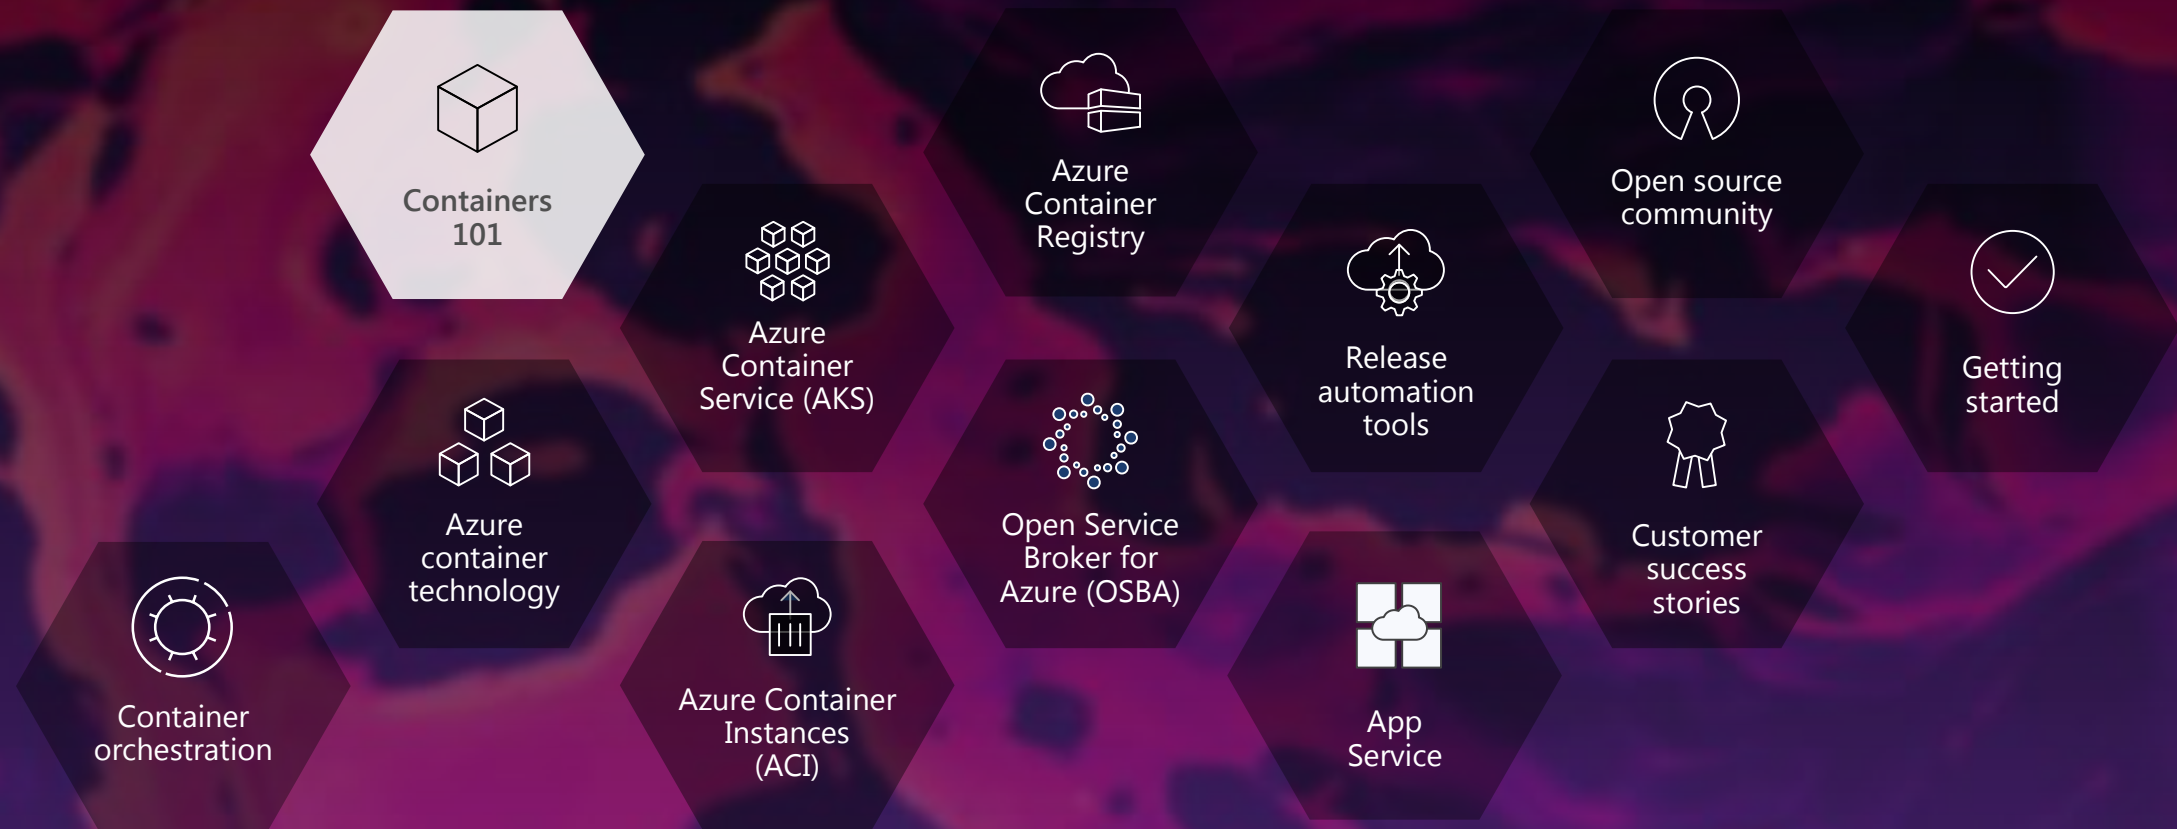 Containers
101
Azure
Container
Service (AKS)
Azure
Container
Registry
Release
automation
tools
Open source
community
Getting
started
Container
orchestration
Azure
container
technology
Azure Container
Instances
(ACI)
Open Service
Broker for
Azure (OSBA)
App
Service
Customer
success
stories